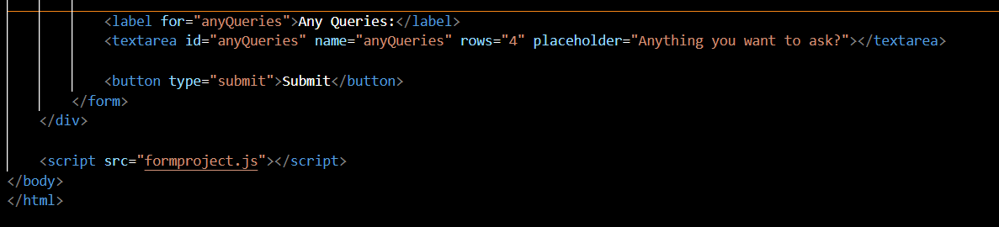 <label for="anyQueries">Any Queries:</label>
<textarea id="anyQueries" name="anyQueries" rows="4" placeholder="Anything you want to ask?"></textarea>
<button type="submit">Submit</button>
</form>
</div>
<script src="formproject.js"></script>
</body>
</html>